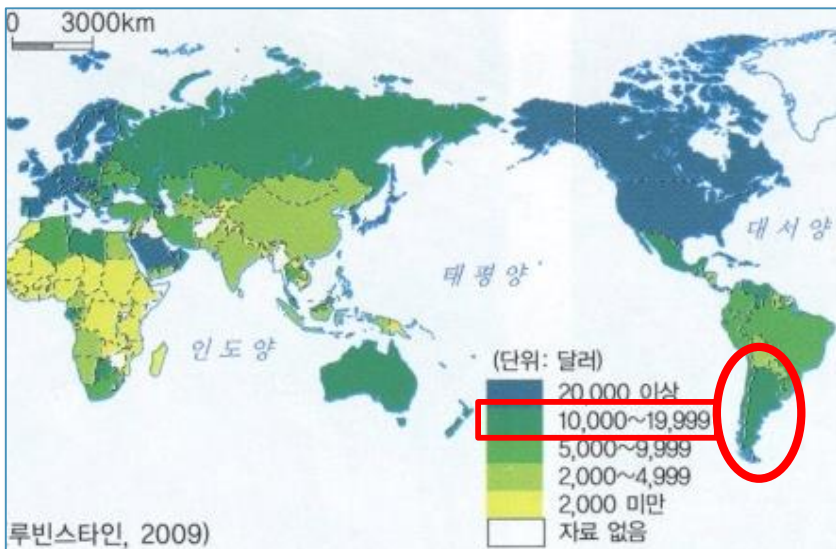 0 3000km
대서양
태평양
인도양
(단위: 달러)
20,000 이상
10,000~19,999
5,000~9,999
2,000~4,999
2,000 미만
자료 없음
루빈스타인, 2009)